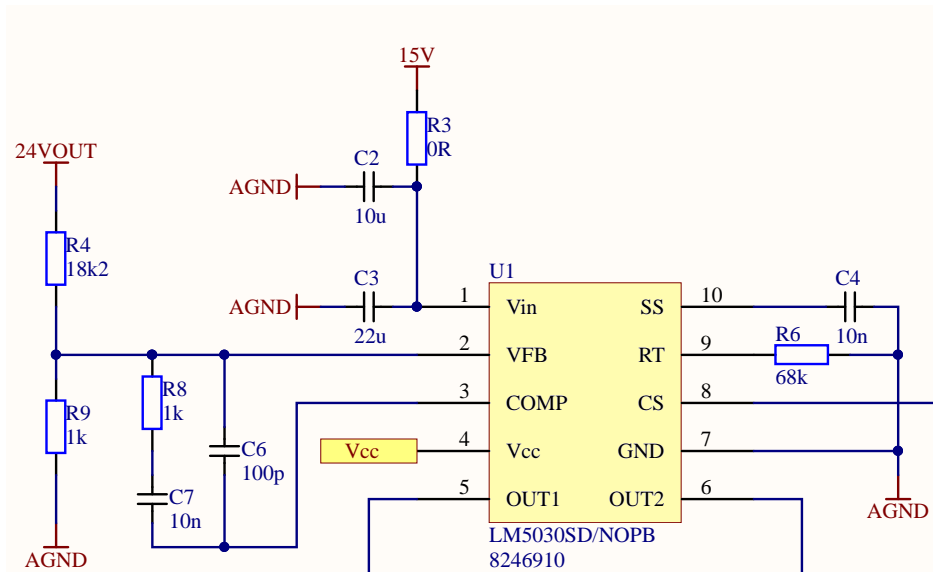 15V
R3
0R
24VOUT
C2
AGND
10u
R4
18k2
U1
C3
AGND
22u
C4
10n
1
Vin
SS
10
R6
68k
2
VFB
RT
9
R8
1k
R9
1k
3
COMP
CS
8
C6
100p
Vcc
4
Vcc
GND
7
C7
10n
5
OUT1
OUT2
6
AGND
LM5030SD/NOPB
8246910
AGND